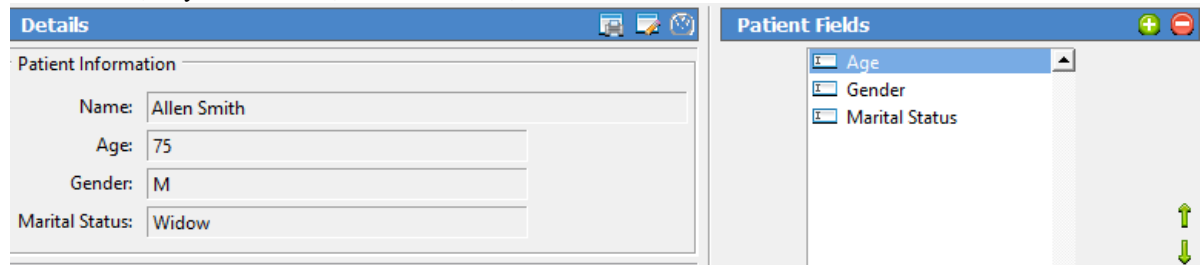 Details
Patient Information
Name: Allen Smith
Age: 75
Gender: M
Marital Status: Widow
Patient Fields
Age
Gender
Marital Status